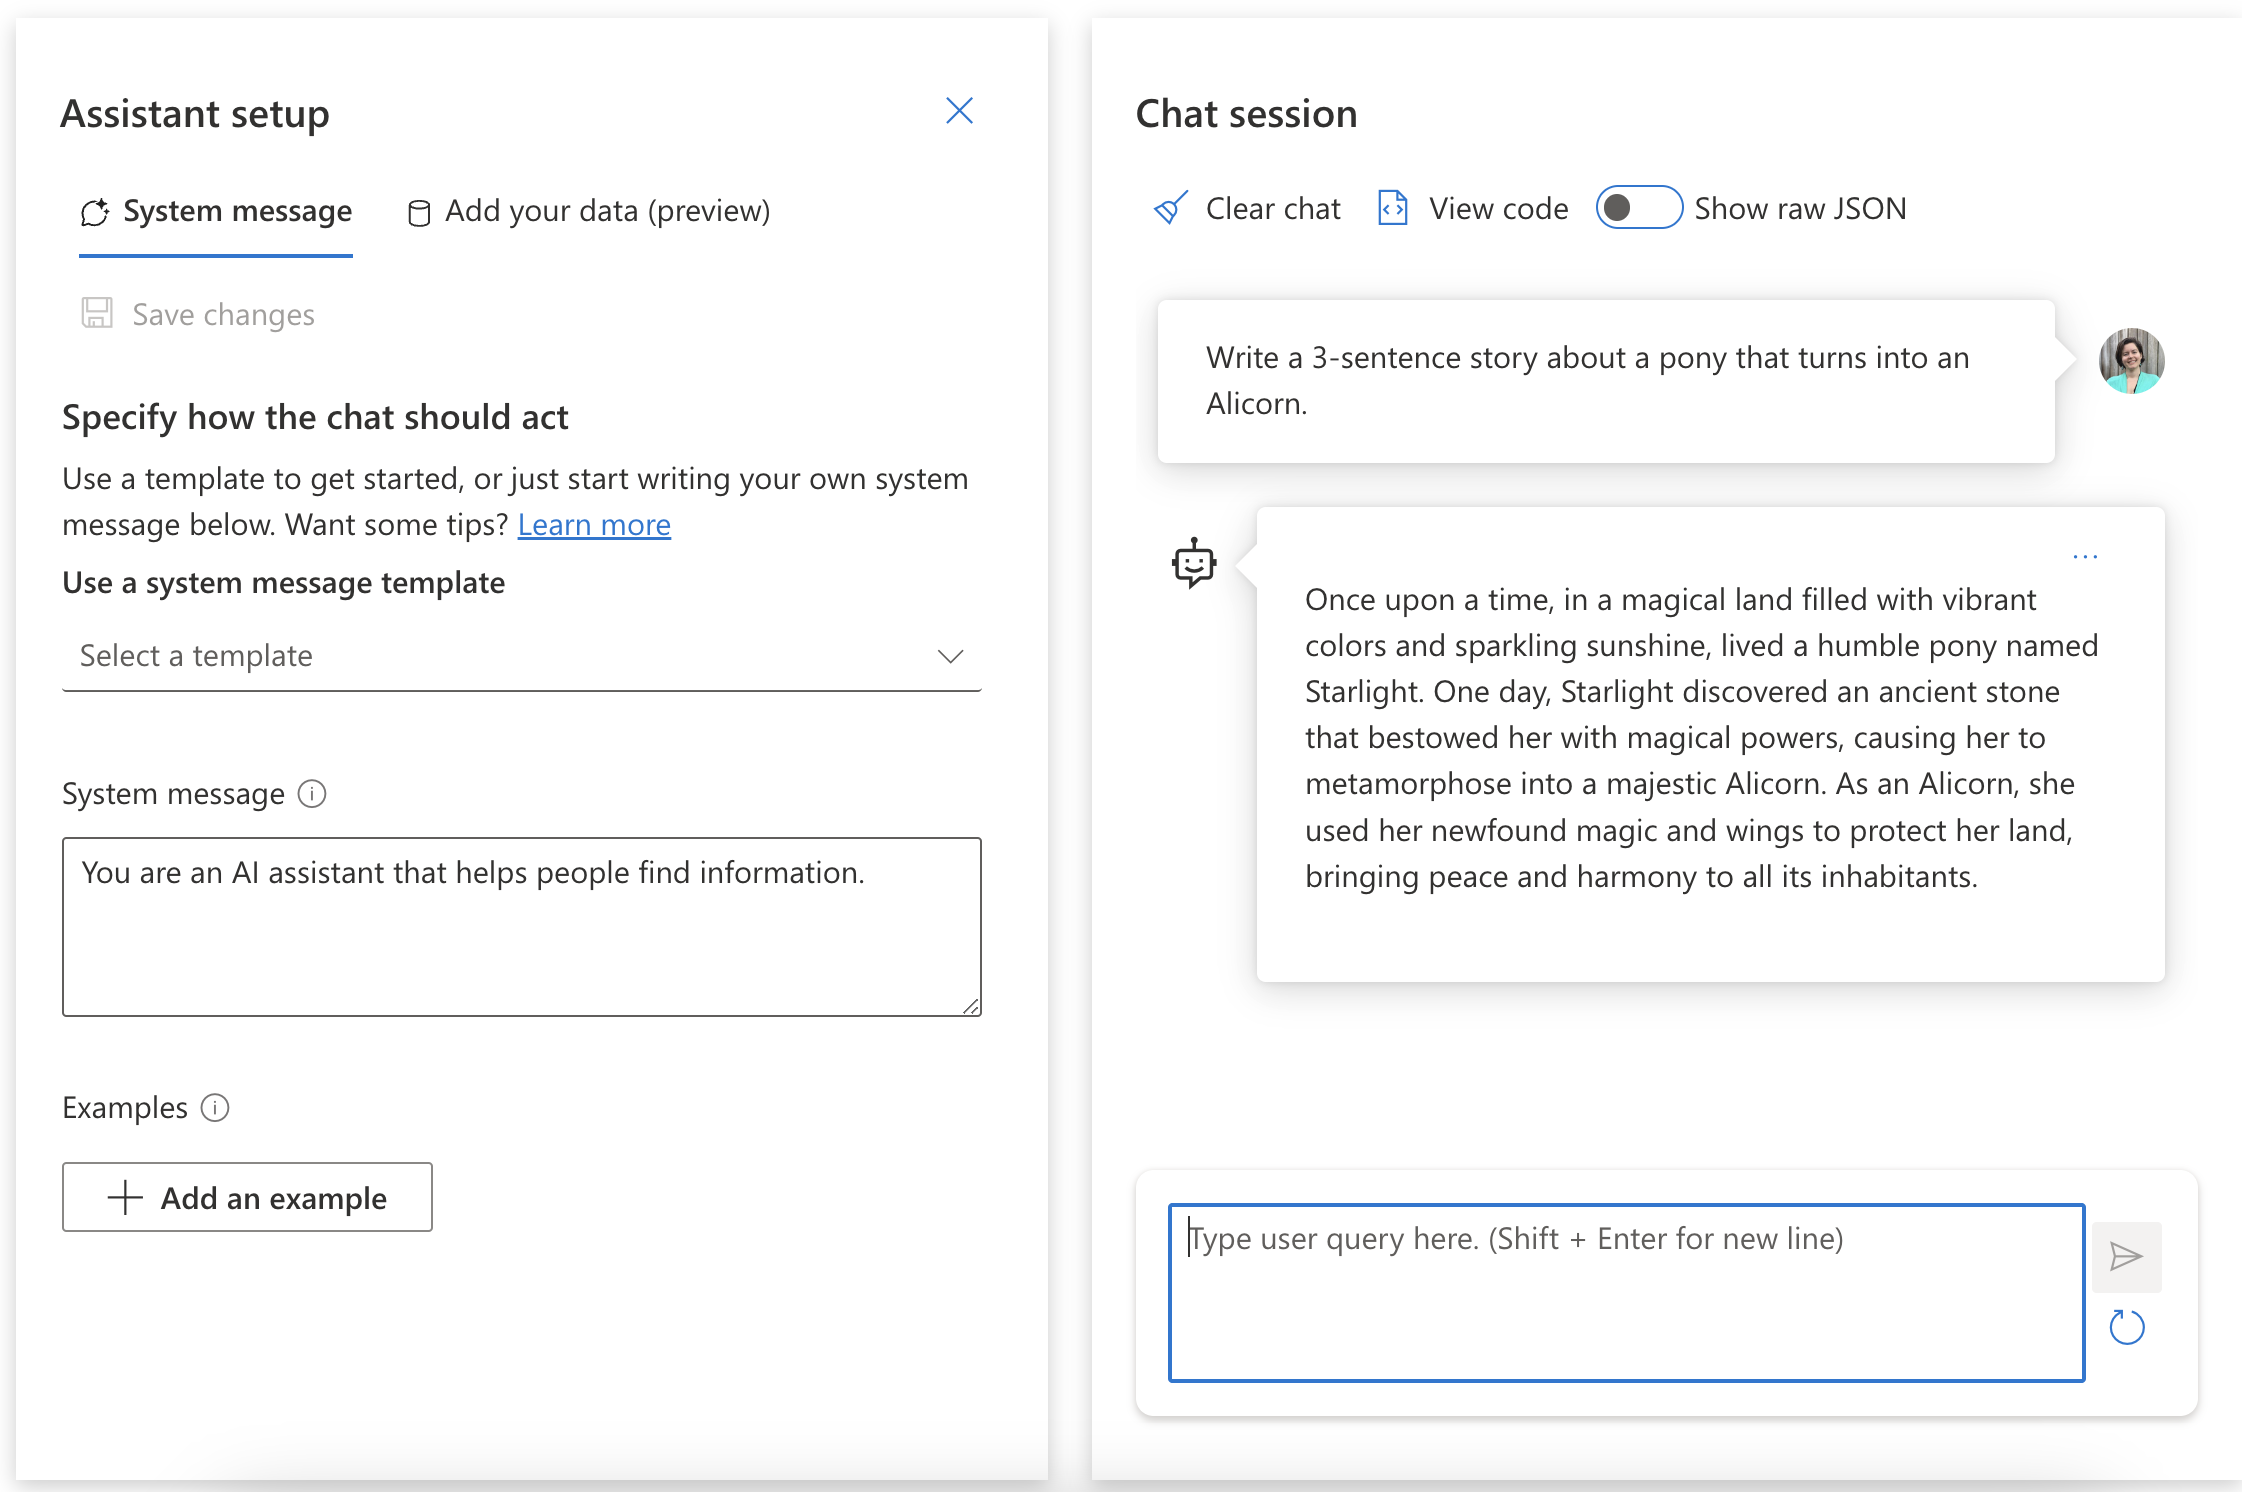 Assistant setup
System message
Add your data (preview)
Save changes
Specify how the chat should act
Use a template to get started, or just start writing your own system
message below. Want some tips? Learn more
Use a system message template
Select a template
System message
You are an AI assistant that helps people find information.
Examples
Add an example
Chat session
Clear chat
View code
Show raw JSON
Write a 3-sentence story about a pony that turns into an
Alicorn.
...
Once upon a time, in a magical land filled with vibrant
colors and sparkling sunshine, lived a humble pony named
Starlight. One day, Starlight discovered an ancient stone
that bestowed her with magical powers, causing her to
metamorphose into a majestic Alicorn. As an Alicorn, she
used her newfound magic and wings to protect her land,
bringing peace and harmony to all its inhabitants.
Type user query here. (Shift + Enter for new line)